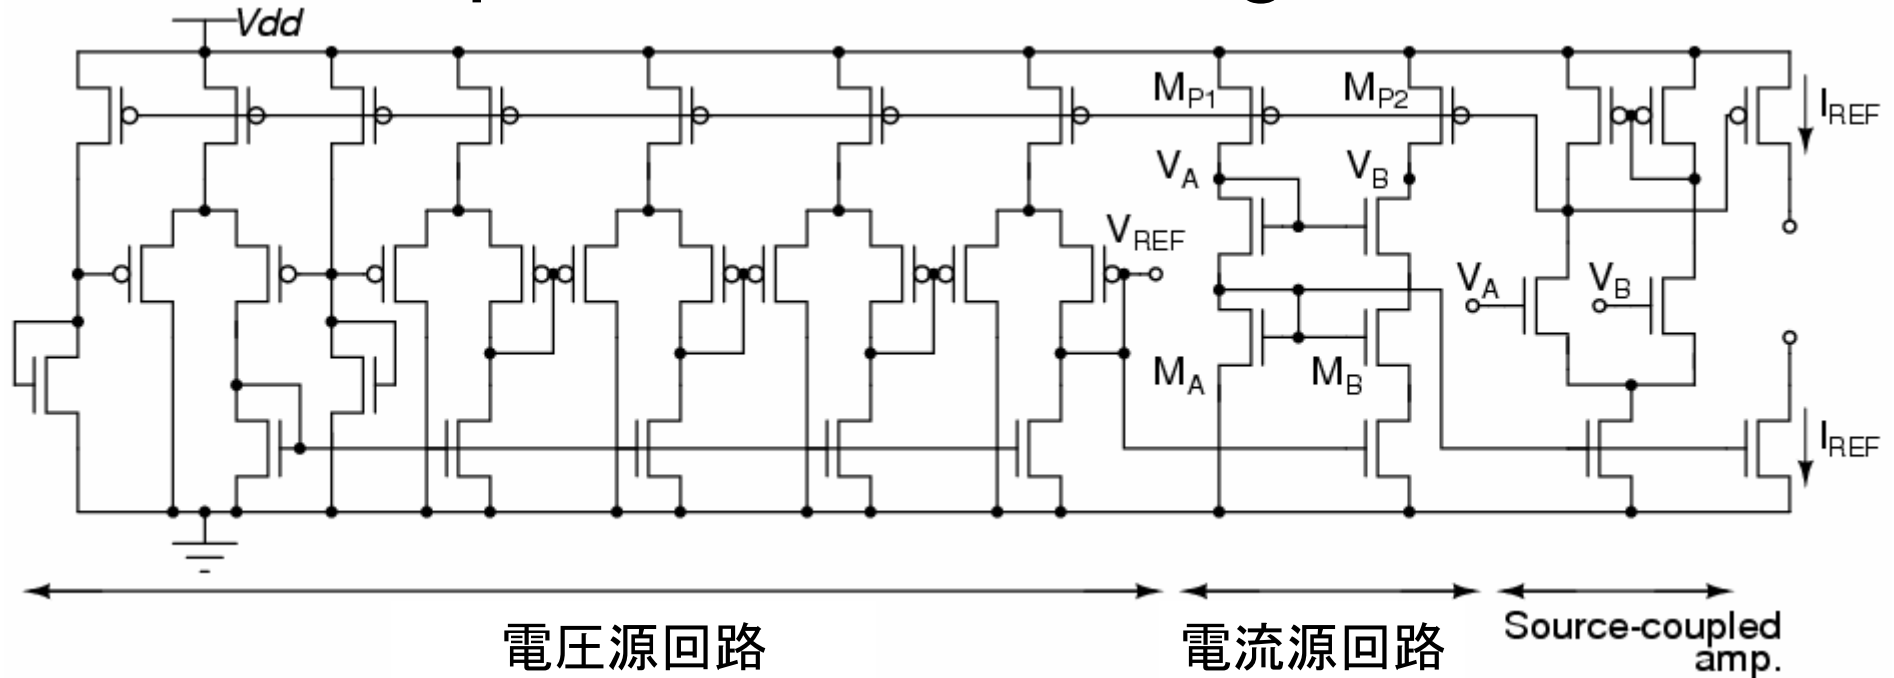 Vdd
MP1
MP2
IREF
VA
VB
VREF
VA
VB
MA
MB
IREF
電圧源回路
電流源回路
Source-coupled
amp.